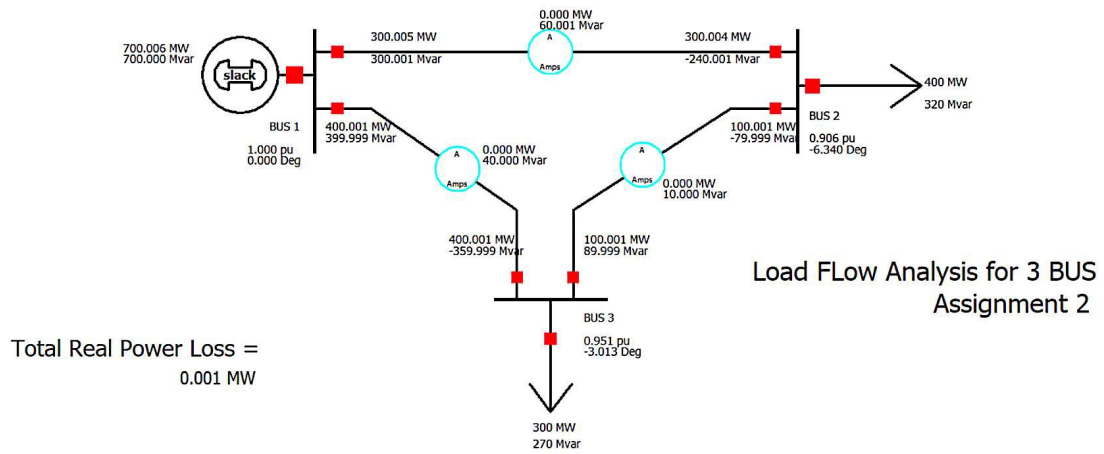 0.000 MW
60.001 Mvar
700.006 MW
700.000 Mvar
slack
300.005 MW
300.001 Mvar
A
Amps
300.004 MW
-240.001 Mvar
400 MW
320 Mvar
BUS 1
1.000 pu
0.000 Deg
400.001 MW
399.999 Mvar
A
Amps
0.000 MW
40.000 Mvar
A
Amps
0.000 MW
10.000 Mvar
100.001 MW
-79.999 Mvar
BUS 2
0.906 pu
-6.340 Deg
400.001 MW
-359.999 Mvar
100.001 MW
89.999 Mvar
BUS 3
0.951 pu
-3.013 Deg
Load FLow Analysis for 3 BUS
Assignment 2
Total Real Power Loss =
0.001 MW
300 MW
270 Mvar